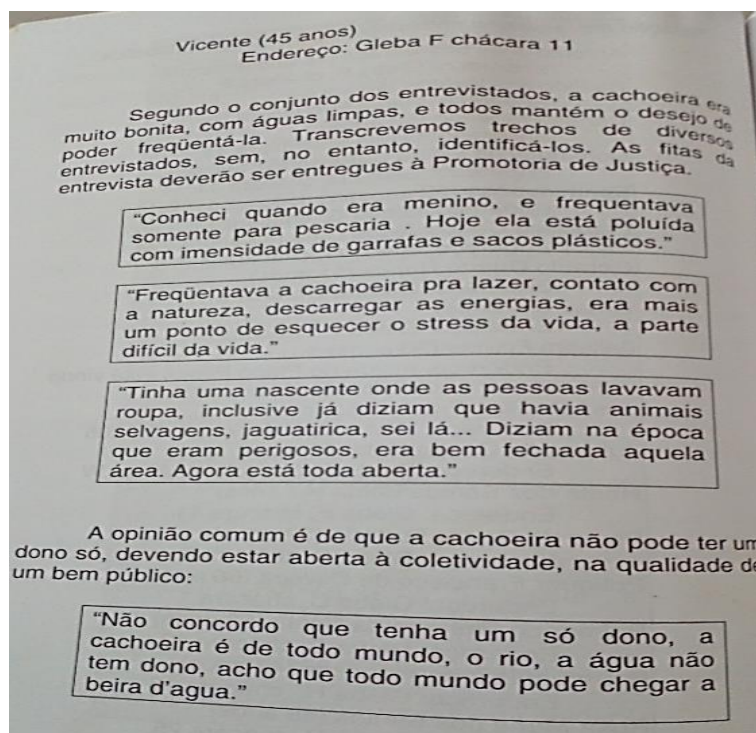 Vicente (45 anos)
Endereço: Gleba F chácara 11
Segundo o conjunto dos entrevistados, a cachoeira era
muito bonita, com águas limpas, e todos mantém o desejo de
poder freqüentá-la. Transcrevemos trechos de diversos
entrevistados, sem, no entanto, identificá-los. As fitas da
entrevista deverão ser entregues à Promotoria de Justiça.
"Conheci quando era menino, e frequentava
somente para pescaria . Hoje ela está poluída
com imensidade de garrafas e sacos plásticos."
"Freqüentava a cachoeira pra lazer, contato com
a natureza, descarregar as energias, era mais
um ponto de esquecer o stress da vida, a parte
difícil da vida."
"Tinha uma nascente onde as pessoas lavavam
roupa, inclusive já diziam que havia animais
selvagens, jaguatirica, sei lá... Diziam na época
que eram perigosos, era bem fechada aquela
área. Agora está toda aberta."
A opinião comum é de que a cachoeira não pode ter um
dono só, devendo estar aberta à coletividade, na qualidade de
um bem público:
"Não concordo que tenha um só dono, a
cachoeira é de todo mundo, o rio, a água não
tem dono, acho que todo mundo pode chegar a
beira d'agua."